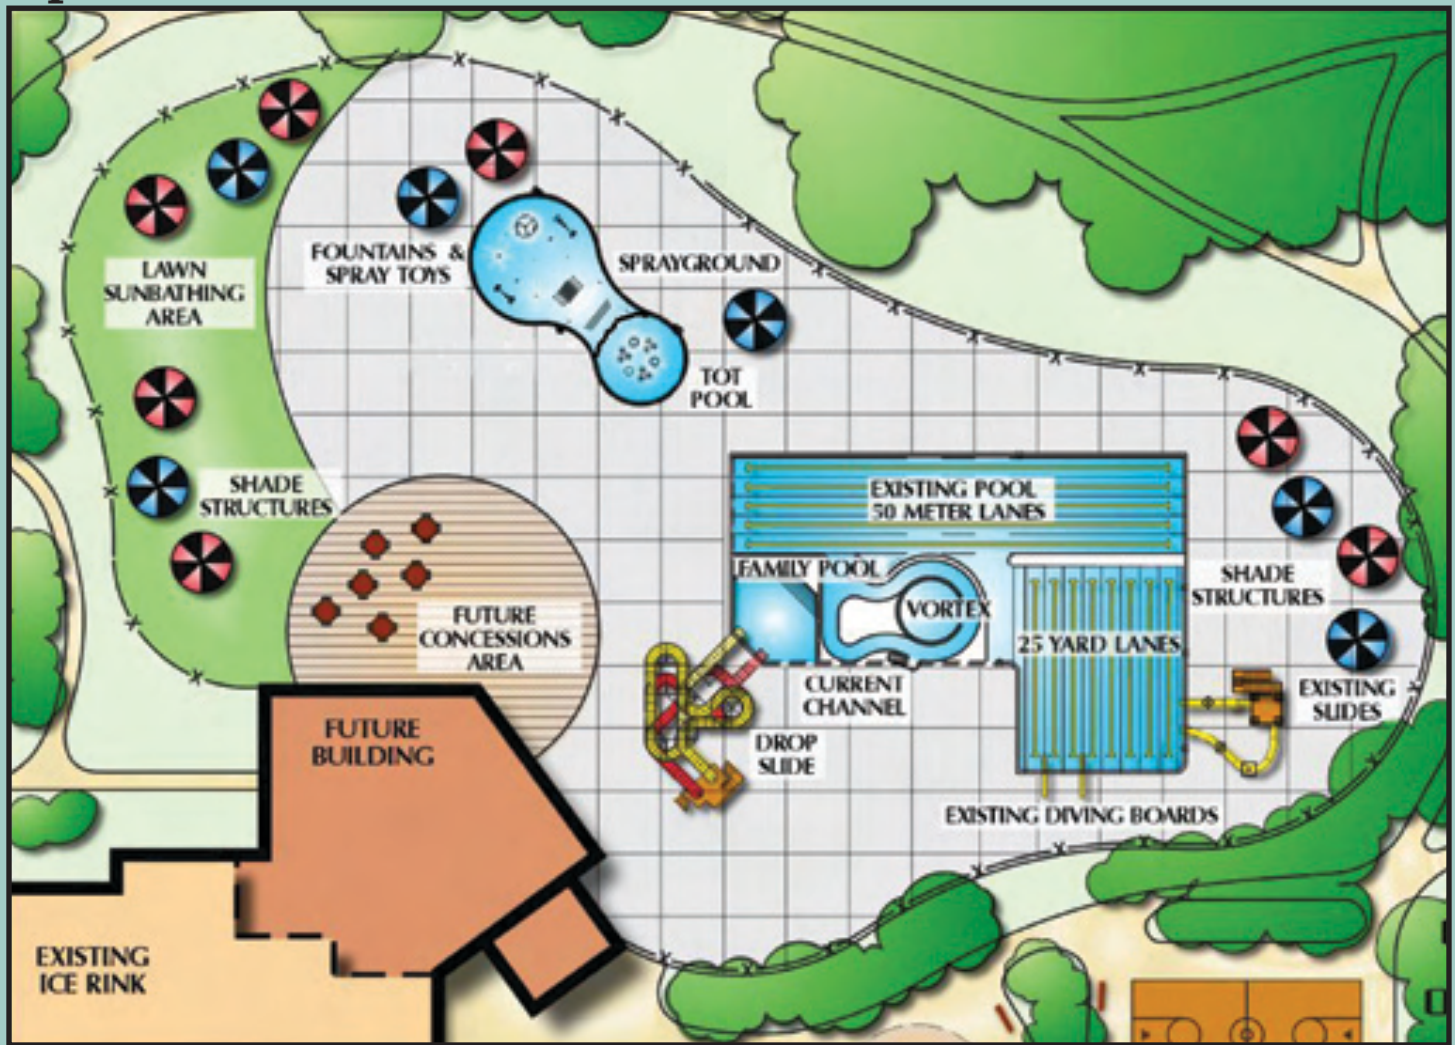 LAWN
SUNBATHING
AREA
FOUNTAINS &
SPRAY TOYS
SPRAYGROUND
TOT
POOL
SHADE
STRUCTURES
EXISTING POOL
50 METER LANES
FAMILY POOL
VORTEX
25 YARD LANES
SHADE
STRUCTURES
FUTURE
CONCESSIONS
AREA
CURRENT
CHANNEL
EXISTING
SLIDES
DROP
SLIDE
FUTURE
BUILDING
EXISTING DIVING BOARDS
EXISTING
ICE RINK